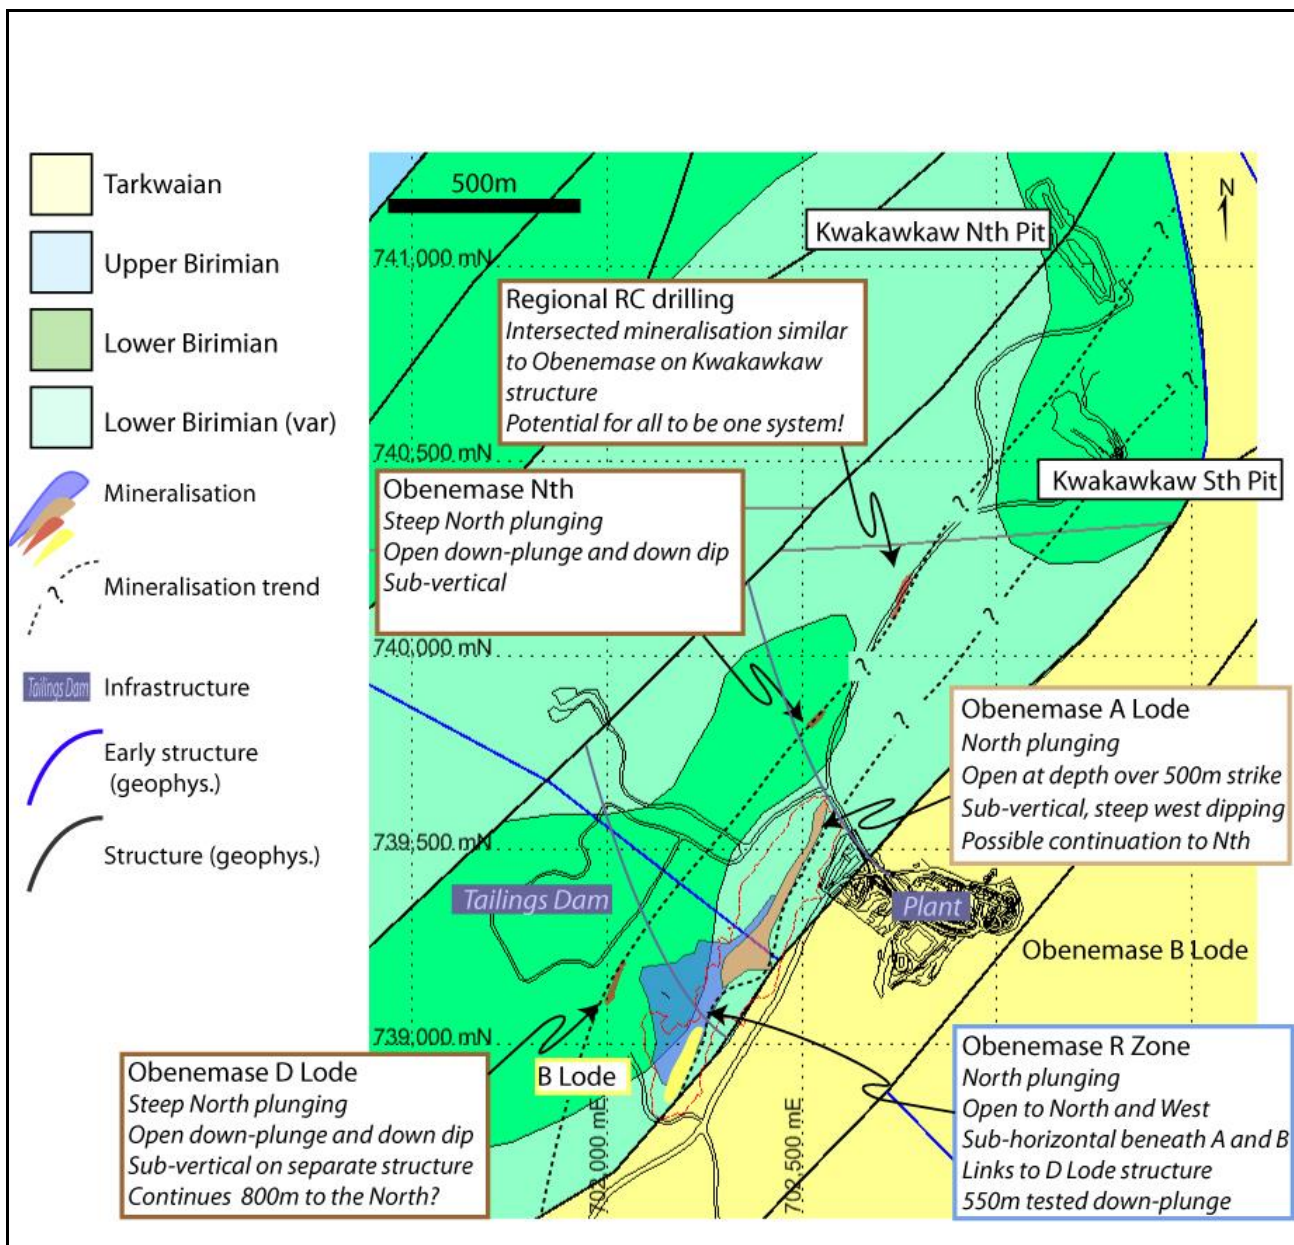 Tarkwaian
Upper Birimian
Lower Birimian
Lower Birimian (var)
Mineralisation
?
Mineralisation trend
Tailings Dam
Infrastructure
Early structure
(geophys.)
Structure (geophys.)
500m
N
Kwakawkaw Nth Pit
?
741,000 mN
Regional RC drilling
Intersected mineralisation similar
to Obenemase on Kwakawkaw
structure
Potential for all to be one system!
?
740,500 mN
Kwakawkaw Sth Pit
Obenemase Nth
Steep North plunging
Open down-plunge and down dip
Sub-vertical
?
?
740,000 mN
?
?
Obenemase A Lode
North plunging
Open at depth over 500m strike
Sub-vertical, steep west dipping
Possible continuation to Nth
739,500 mN
Tailings Dam
Plant
Obenemase B Lode
739,000 mN
B Lode
Obenemase D Lode
Steep North plunging
Open down-plunge and down dip
Sub-vertical on separate structure
Continues 800m to the North?
702,000 mE
702,500 mE
Obenemase R Zone
North plunging
Open to North and West
Sub-horizontal beneath A and B
Links to D Lode structure
550m tested down-plunge